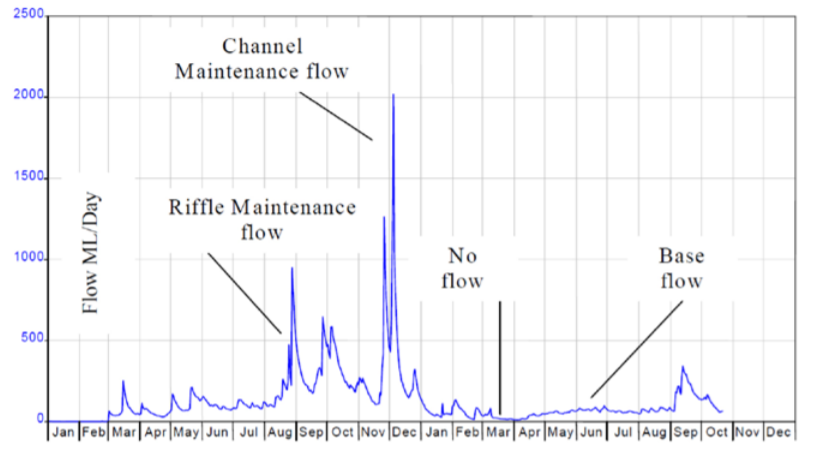 2500
Channel
Maintenance flow
2000
1500
Riffle Maintenance
flow
Flow ML/Day
1000
No
flow
Base
flow
500
0
Jan Feb Mar Apr May Jun Jul Aug Sep Oct Nov Dec Jan Feb Mar Apr May Jun Jul Aug Sep Oct Nov Dec